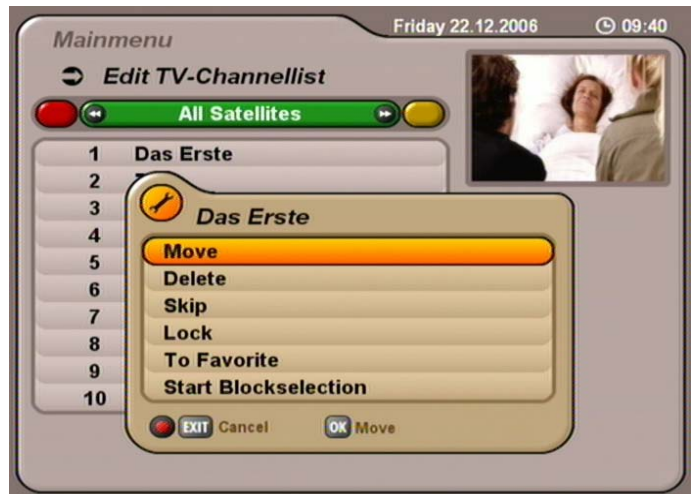 Mainmenu
Friday 22.12.2006 09:40
Edit TV-Channellist
All Satellites
1 Das Erste
2
3
4
5
6
7
8
9
10
Das Erste
Move
Delete
Skip
Lock
To Favorite
Start Blockselection
EXIT Cancel OK Move